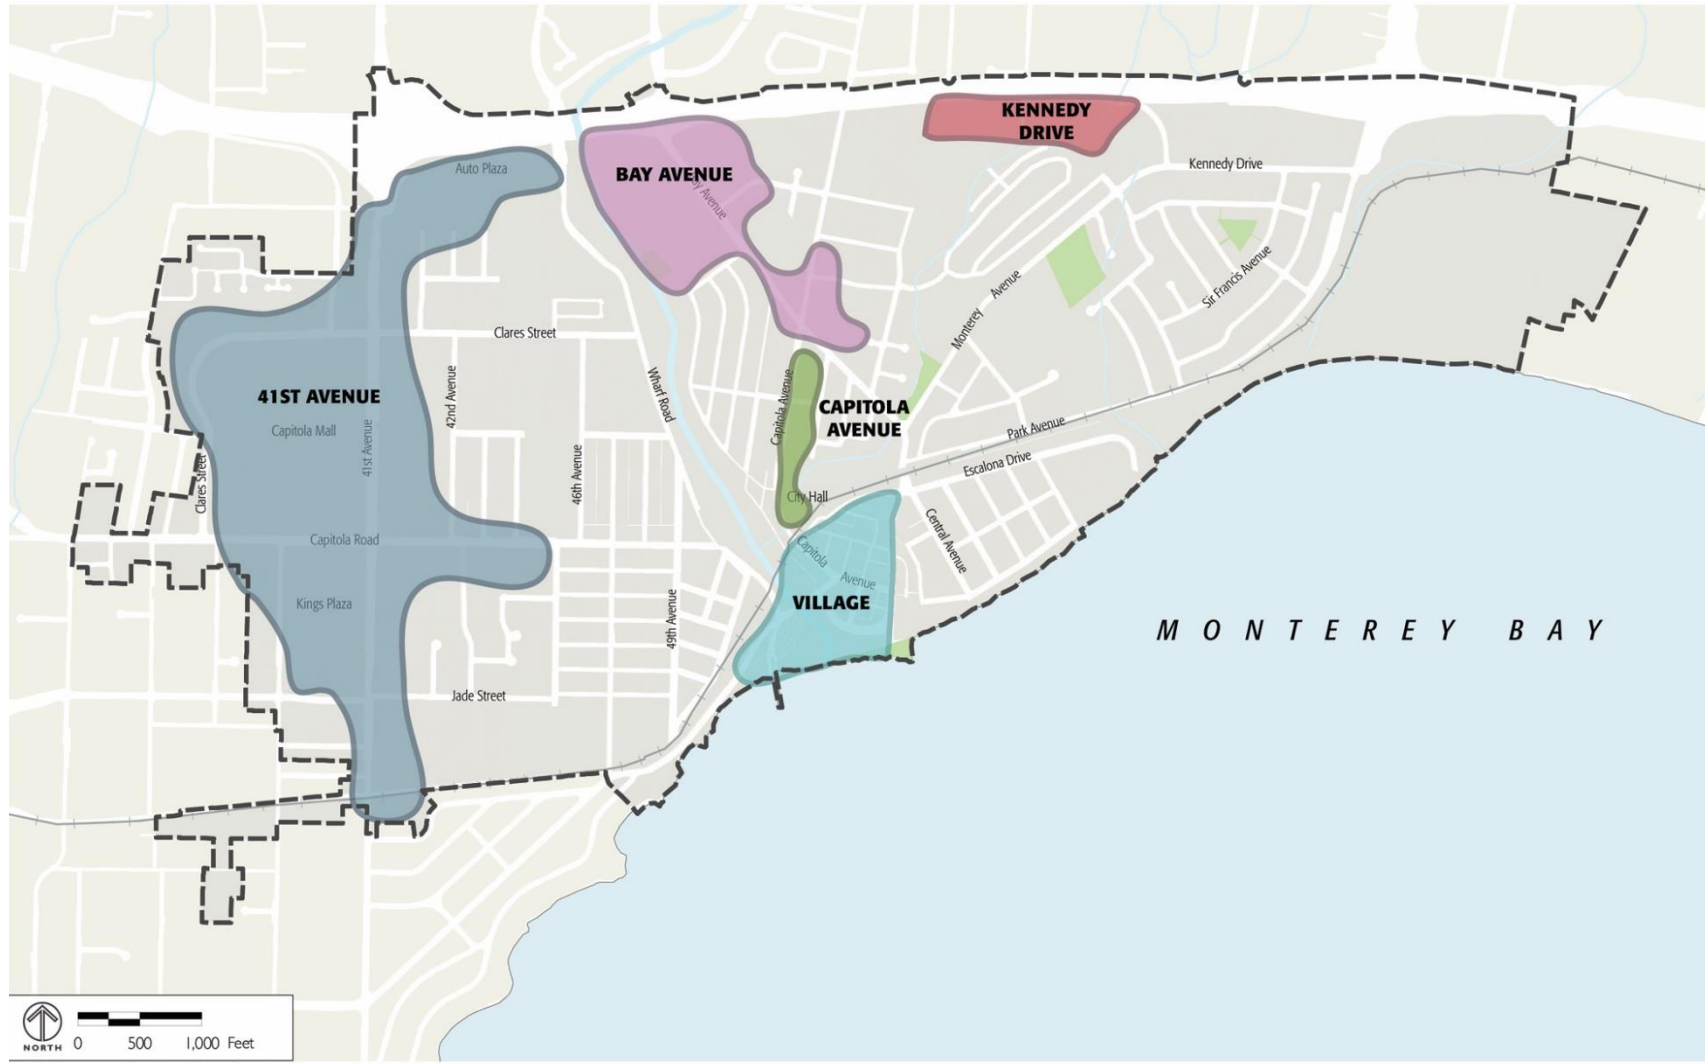 KENNEDY
DRIVE
Auto Plaza
BAY AVENUE
Bay Avenue
Kennedy Drive
Sir Francis Avenue
Monterey Avenue
Clares Street
42nd Avenue
Wharf Road
41ST AVENUE
Capitola Mall
41st Avenue
Capitola Avenue
CAPITOLA
AVENUE
Park Avenue
Escalona Drive
Clares Street
46th Avenue
City Hall
Capitola Road
Central Avenue
Capitola Avenue
Kings Plaza
VILLAGE
49th Avenue
MONTEREY BAY
Jade Street
NORTH
0 500 1,000 Feet